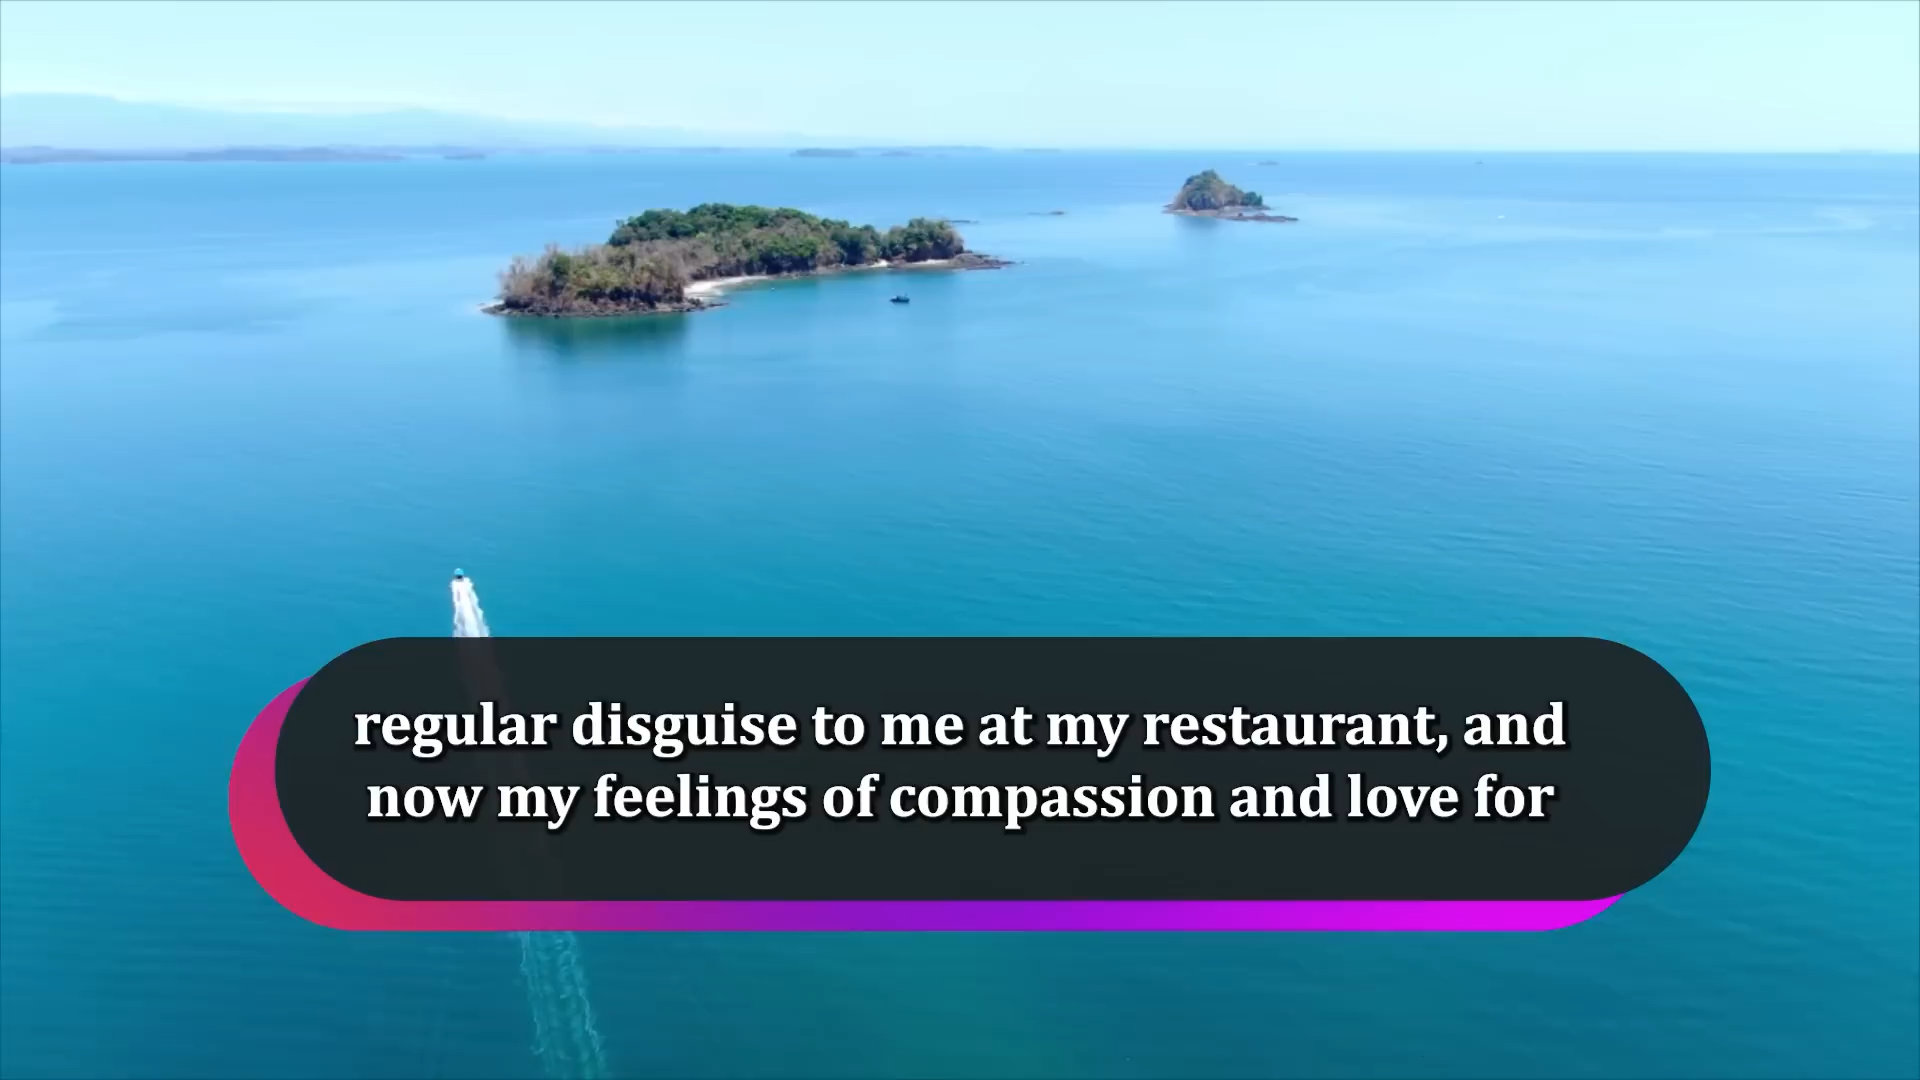 regular disguise to me at my restaurant, and
now my feelings of compassion and love for